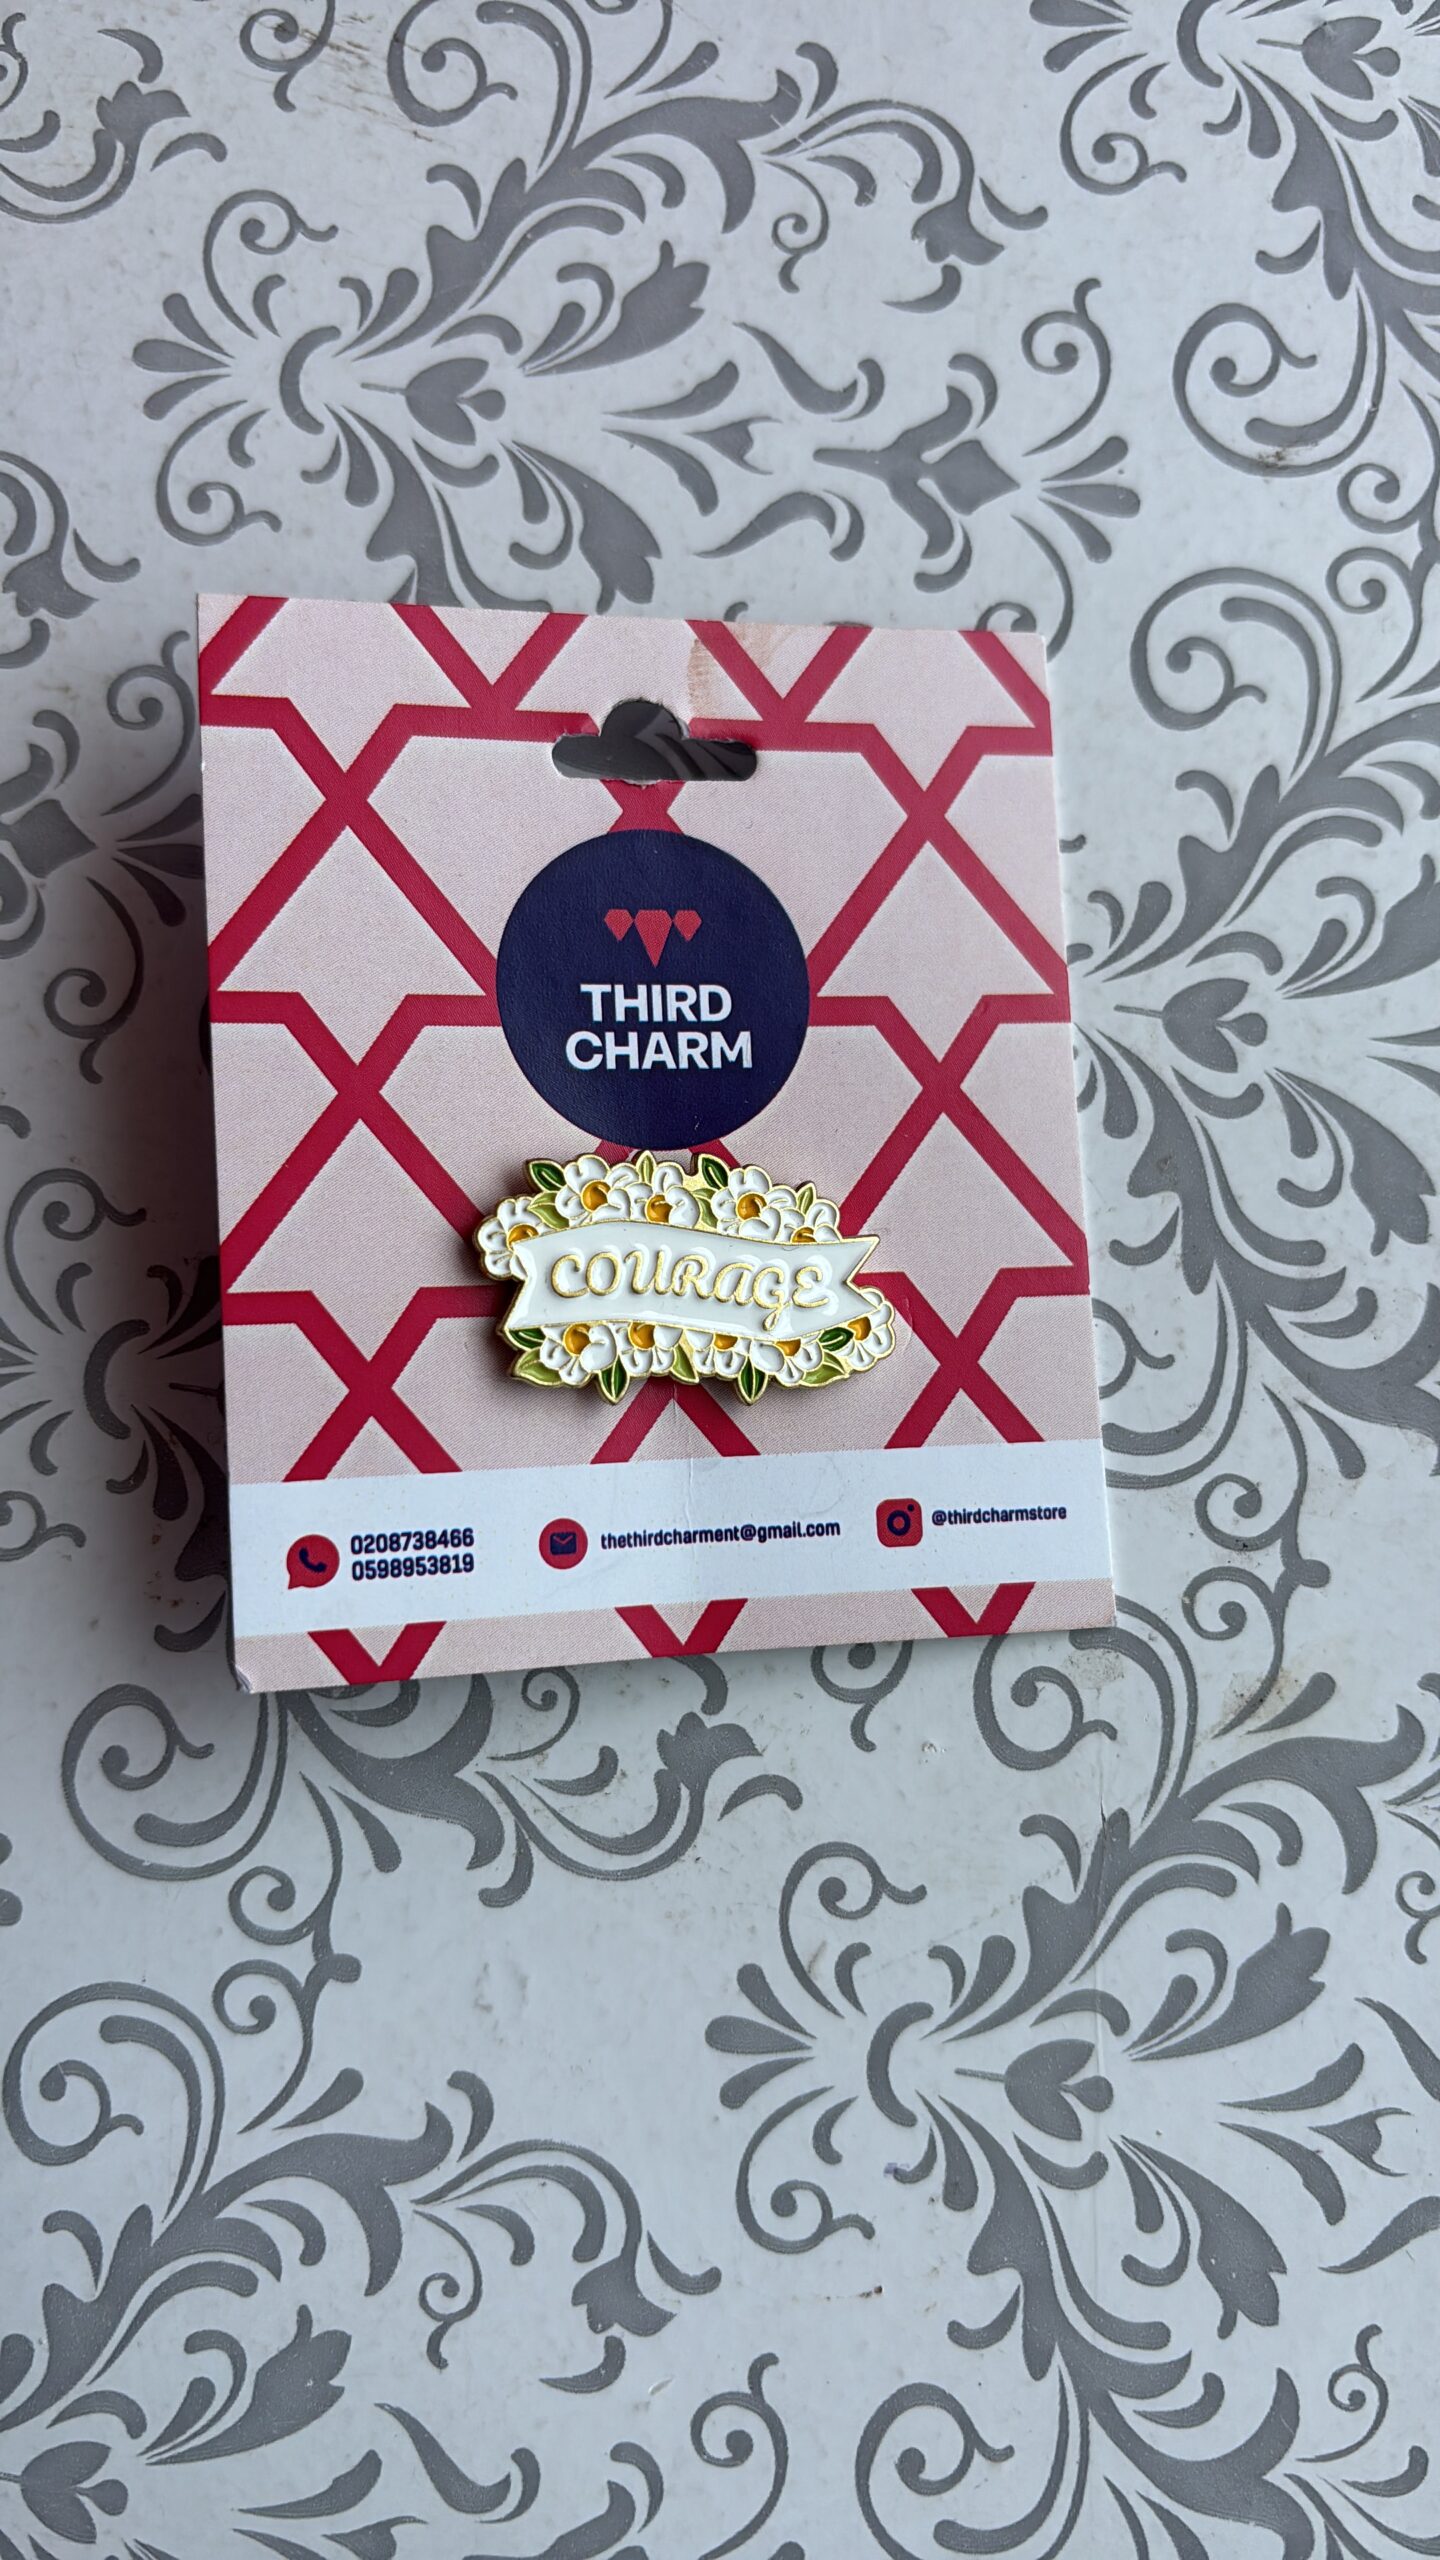 THIRD
CHARM
COURAGE
0208738466
0598953819
thethirdcharment@gmail.com
@thirdcharmstore